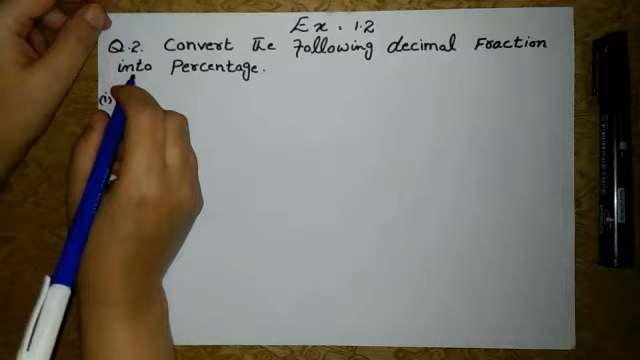 Ex. 1.2
Q.2. Convert the following decimal Fraction
into Percentage.
(i)